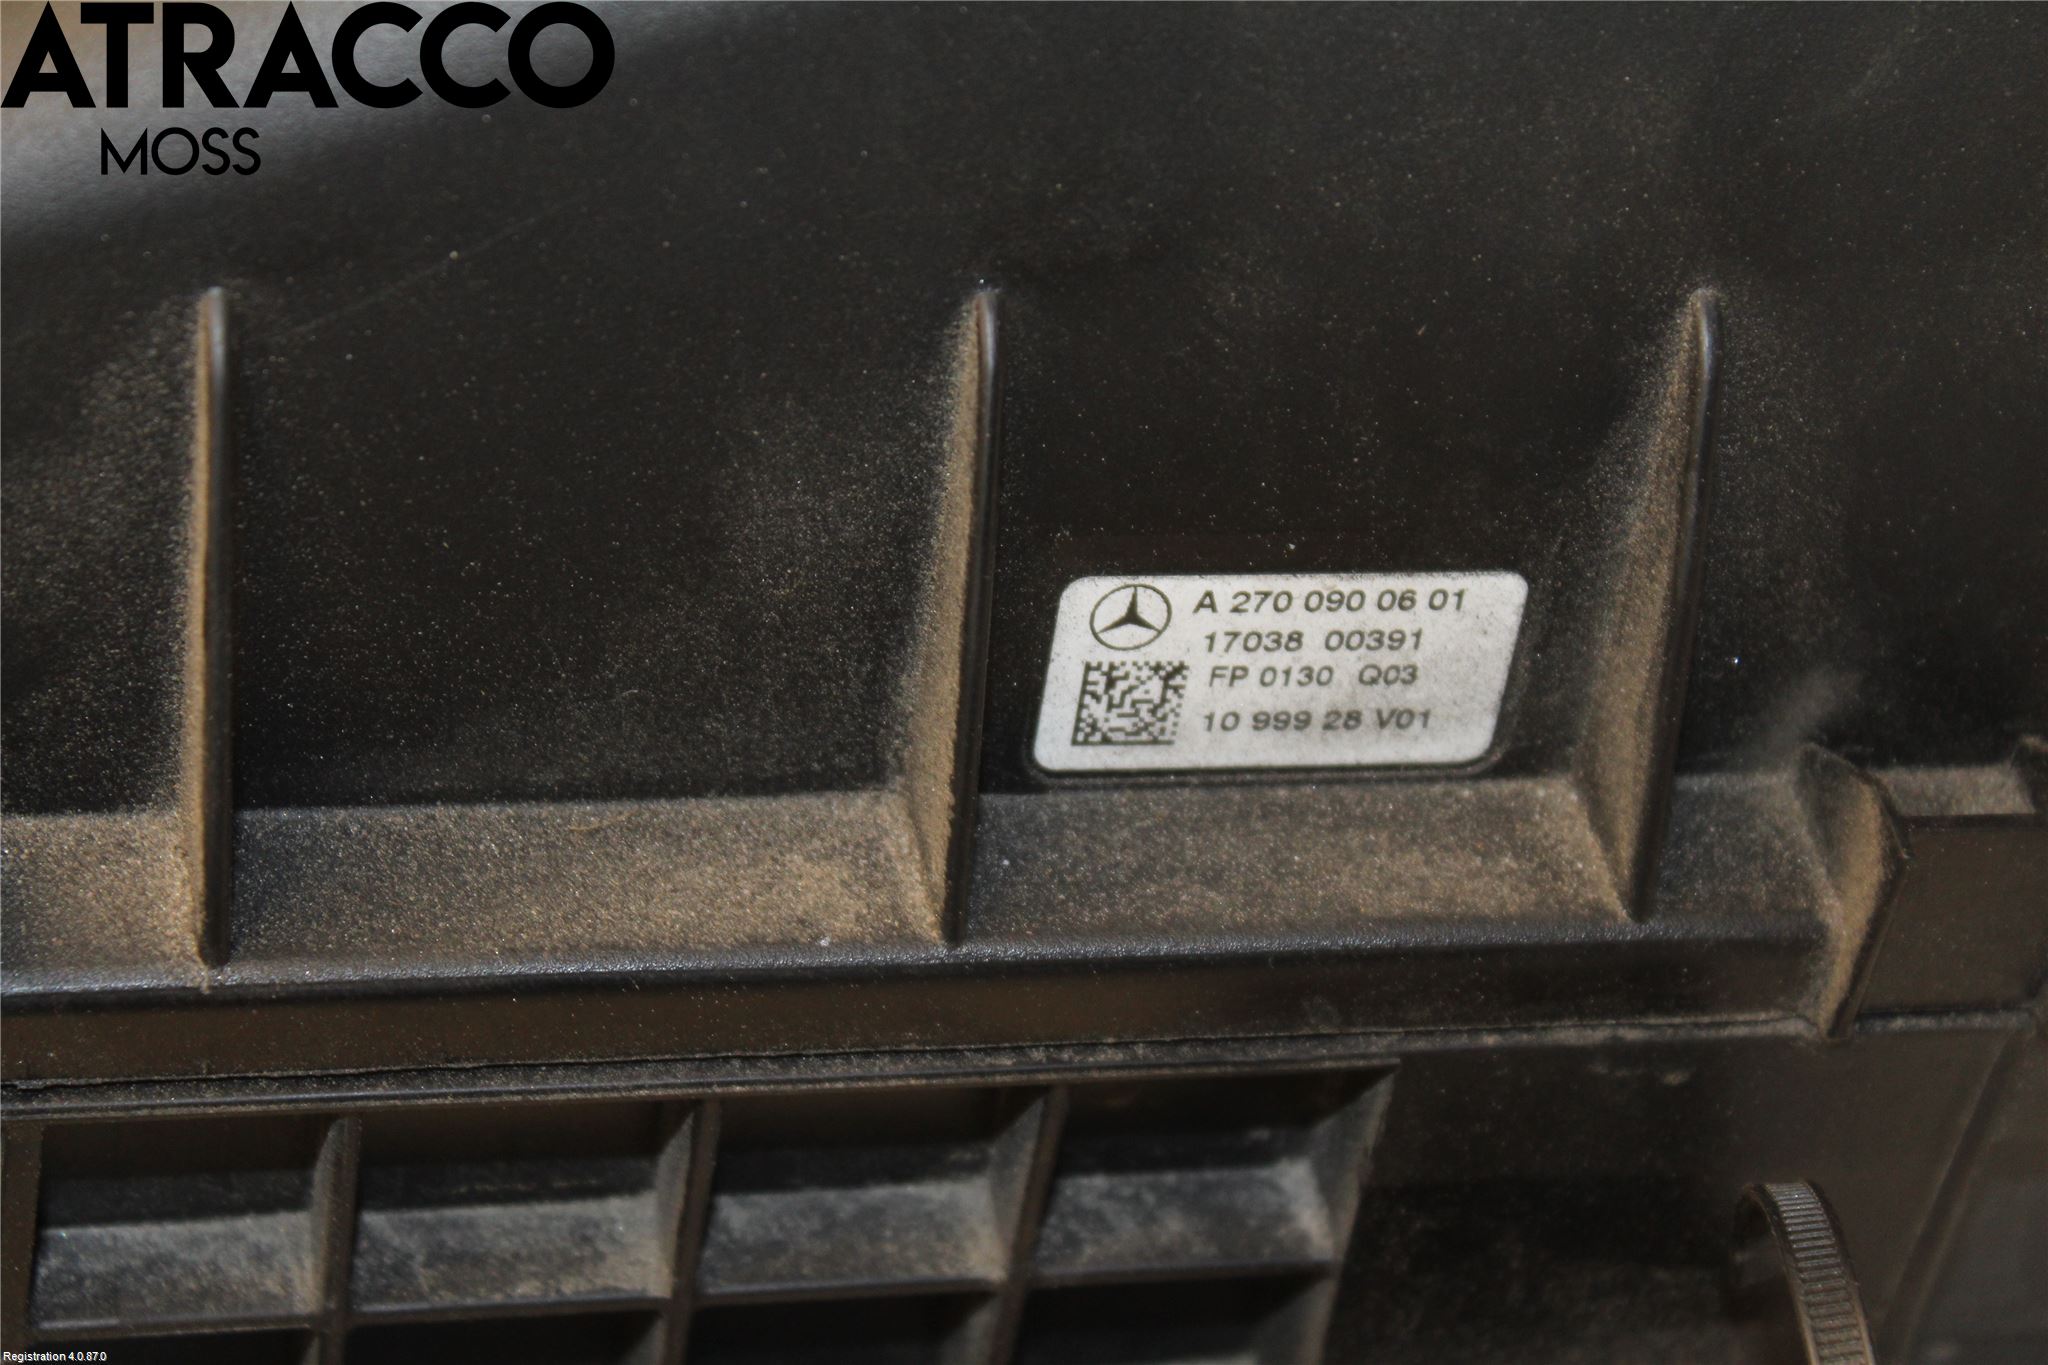 ATRACCO
MOSS
A 270 090 06 01
17038 00391
FP 0130 Q03
10 999 28 V01
Registration 4.0.87.0